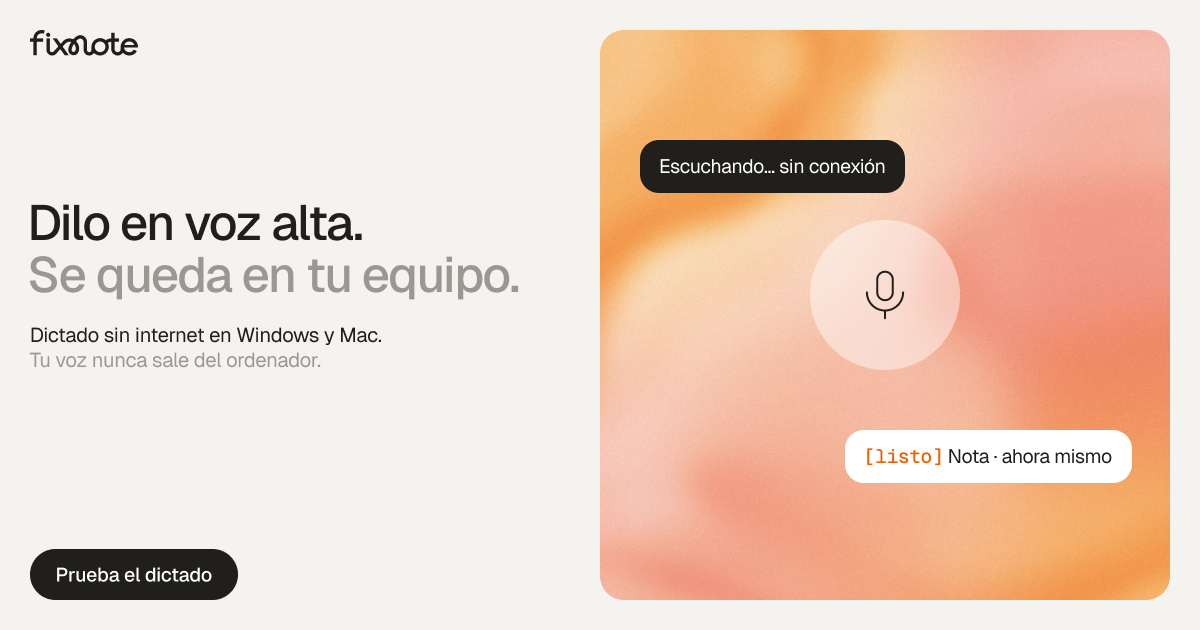 fixnote
Dilo en voz alta.
Se queda en tu equipo.
Dictado sin internet en Windows y Mac.
Tu voz nunca sale del ordenador.
Prueba el dictado
Escuchando... sin conexión
[listo] Nota · ahora mismo